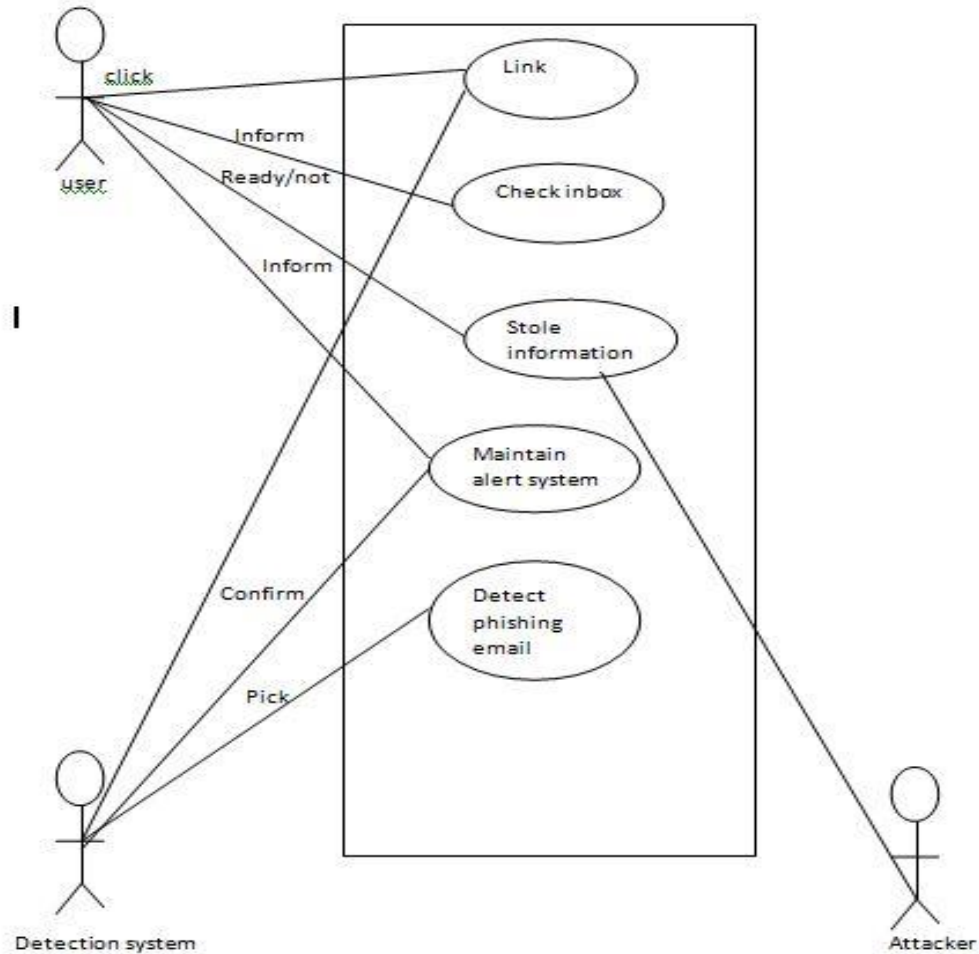 Link
click
Inform
Check inbox
Ready/not
user
Inform
Stole
information
Maintain
alert system
Confirm
Detect
phishing
email
Pick
Detection system
Attacker